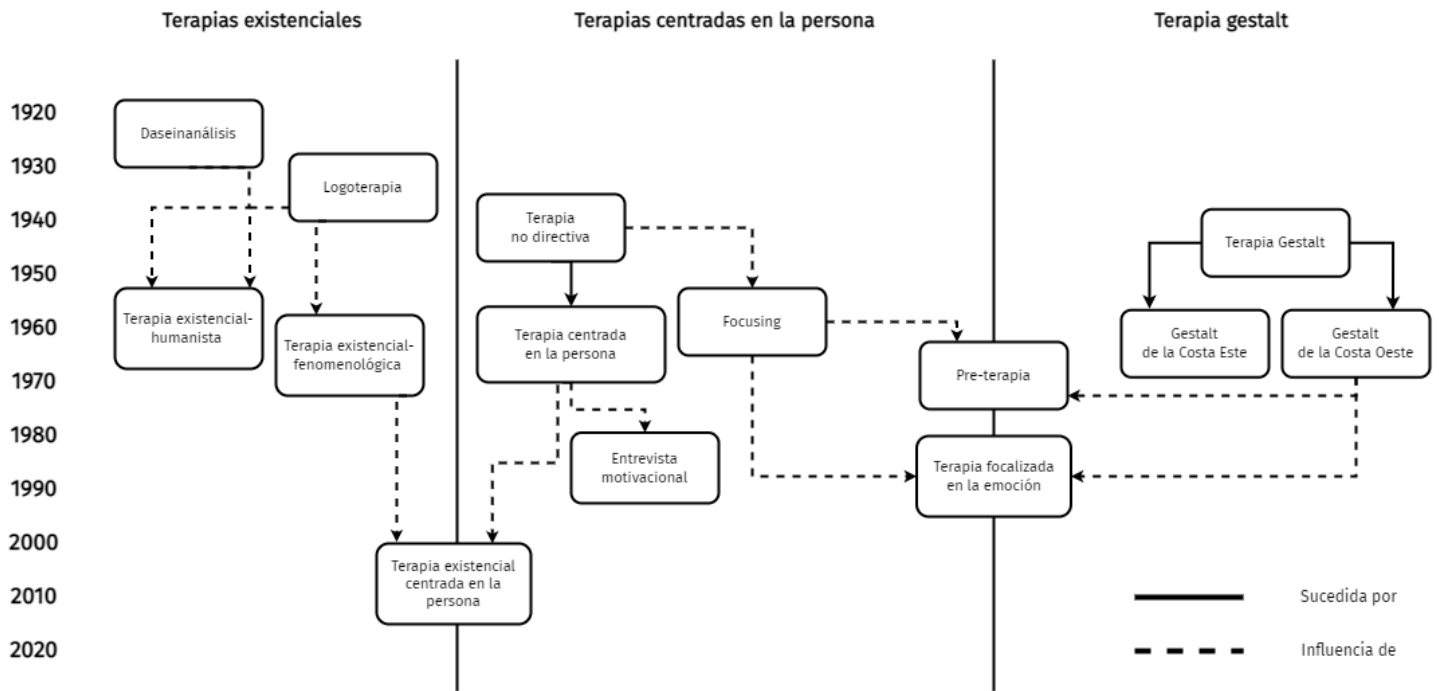 Terapias existenciales
Terapias centradas en la persona
Terapia gestalt
1920
1930
1940
1950
1960
1970
1980
1990
2000
2010
2020
Daseinanálisis
Logoterapia
Terapia existencial-
humanista
Terapia existencial-
fenomenológica
Terapia
no directiva
Terapia centrada
en la persona
Focusing
Entrevista
motivacional
Terapia existencial
centrada en la
persona
Pre-terapia
Terapia focalizada
en la emoción
Terapia Gestalt
Gestalt
de la Costa Este
Gestalt
de la Costa Oeste
Sucedida por
Influencia de